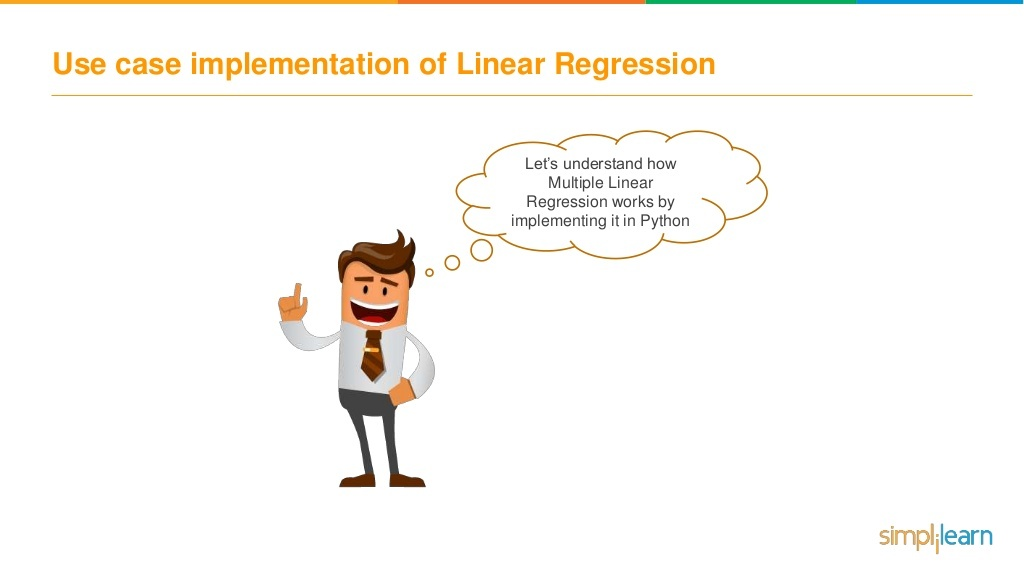 Use case implementation of Linear Regression
Let’s understand how
Multiple Linear
Regression works by
implementing it in Python
simplilearn